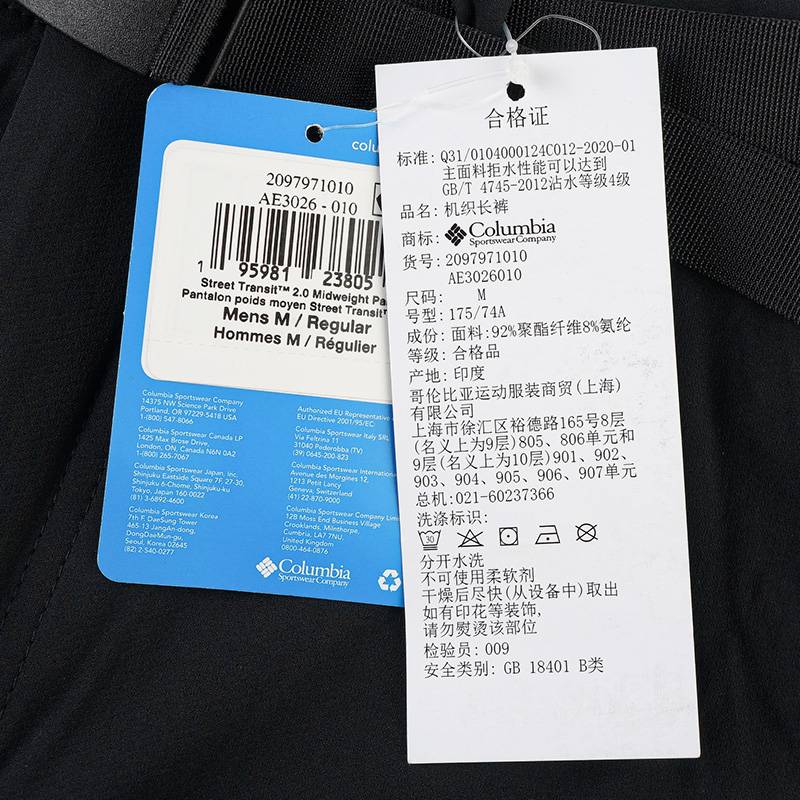 colu
2097971010
AE3026 - 010
1 95981 23805
Street Transit™ 2.0 Midweight Pa
Pantalon poids moyen Street Transit™
Mens M / Regular
Hommes M / Régulier
Columbia Sportswear Company
14375 NW Science Park Drive
Portland, OR 97229-5418 USA
1-(800) 547-8066
Columbia Sportswear Canada LP
1425 Max Brose Drive,
London, ON, Canada N6N 0A2
1-(800) 265-7067
Columbia Sportswear Japan, Inc.
Shinjuku Eastside Square 7F 27-30,
Shinjuku 6-Chome, Shinjuku-ku
Tokyo, Japan 160-0022
(81) 3-6892-4600
Columbia Sportswear Korea
7th F. DaeSung Tower
465 13 JangAn-dong,
DongDaeMun-gu,
Seoul, Korea 02645
(82) 2-540-0277
Authorized EU Representative
EU Directive 2001/95/EC
Columbia Sportswear Italy SRL
Via Feltrina 11
31040 Pederobba (TV)
(39) 0645-200-823
Columbia Sportswear International
Avenue des Morgines 12.
1213 Petit Lancy
Geneva, Switzerland
(41) 22-870-9000
Columbia Sportswear Company Limi
12B Moss End Business Village
Crooklands, Milnthorpe,
Cumbria, LA7 7NU.
United Kingdom
0800-464-0876
Columbia
Sportswear Company
合格证
标准: Q31/0104000124C012-2020-01
主面料拒水性能可以达到
GB/T 4745-2012沾水等级4级
品名: 机织长裤
商标: Columbia
Sportswear Company
货号: 2097971010
AE3026010
尺码: M
号型: 175/74A
成份: 面料:92%聚酯纤维8%氨纶
等级: 合格品
产地: 印度
哥伦比亚运动服装商贸(上海)
有限公司
上海市徐汇区裕德路165号8层
(名义上为9层)805、806单元和
9层(名义上为10层)901、902、
903、904、905、906、907单元
总机:021-60237366
洗涤标识:
30
分开水洗
不可使用柔软剂
干燥后尽快(从设备中)取出
如有印花等装饰,
请勿熨烫该部位
检验员: 009
安全类别: GB 18401 B类